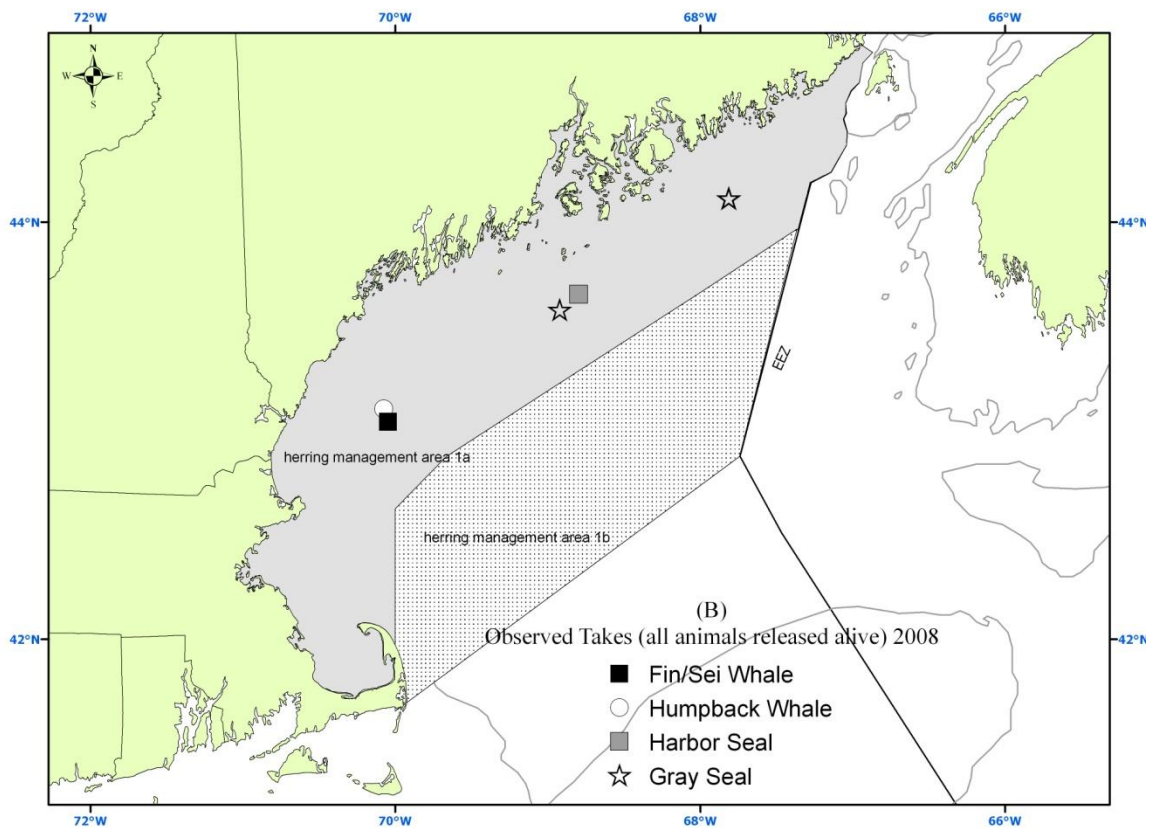 72°W 70°W 68°W 66°W
N
W E
S
44°N 44°N
EEZ
herring management area 1a
herring management area 1b
(B)
42°N 42°N
Observed Takes (all animals released alive) 2008
Fin/Sei Whale
Humpback Whale
Harbor Seal
Gray Seal
72°W 70°W 68°W 66°W